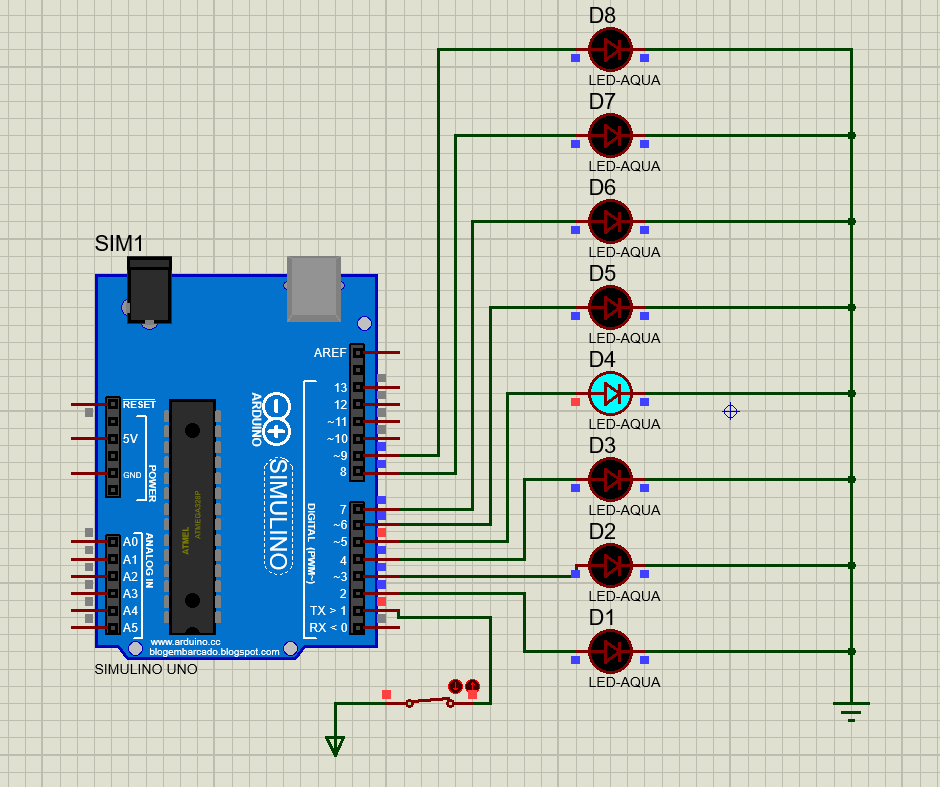 D8
LED-AQUA
D7
LED-AQUA
D6
LED-AQUA
D5
LED-AQUA
D4
LED-AQUA
D3
LED-AQUA
D2
LED-AQUA
D1
LED-AQUA
SIM1
AREF
13
12
~11
~10
~9
8
7
~6
~5
4
~3
2
TX > 1
RX < 0
DIGITAL (PWM~)
ARDUINO
SIMULINO
RESET
5V
GND
POWER
A0
A1
A2
A3
A4
A5
ANALOG IN
ATMEL
ATMEGA328P
www.arduino.cc
blogembarcado.blogspot.com
SIMULINO UNO